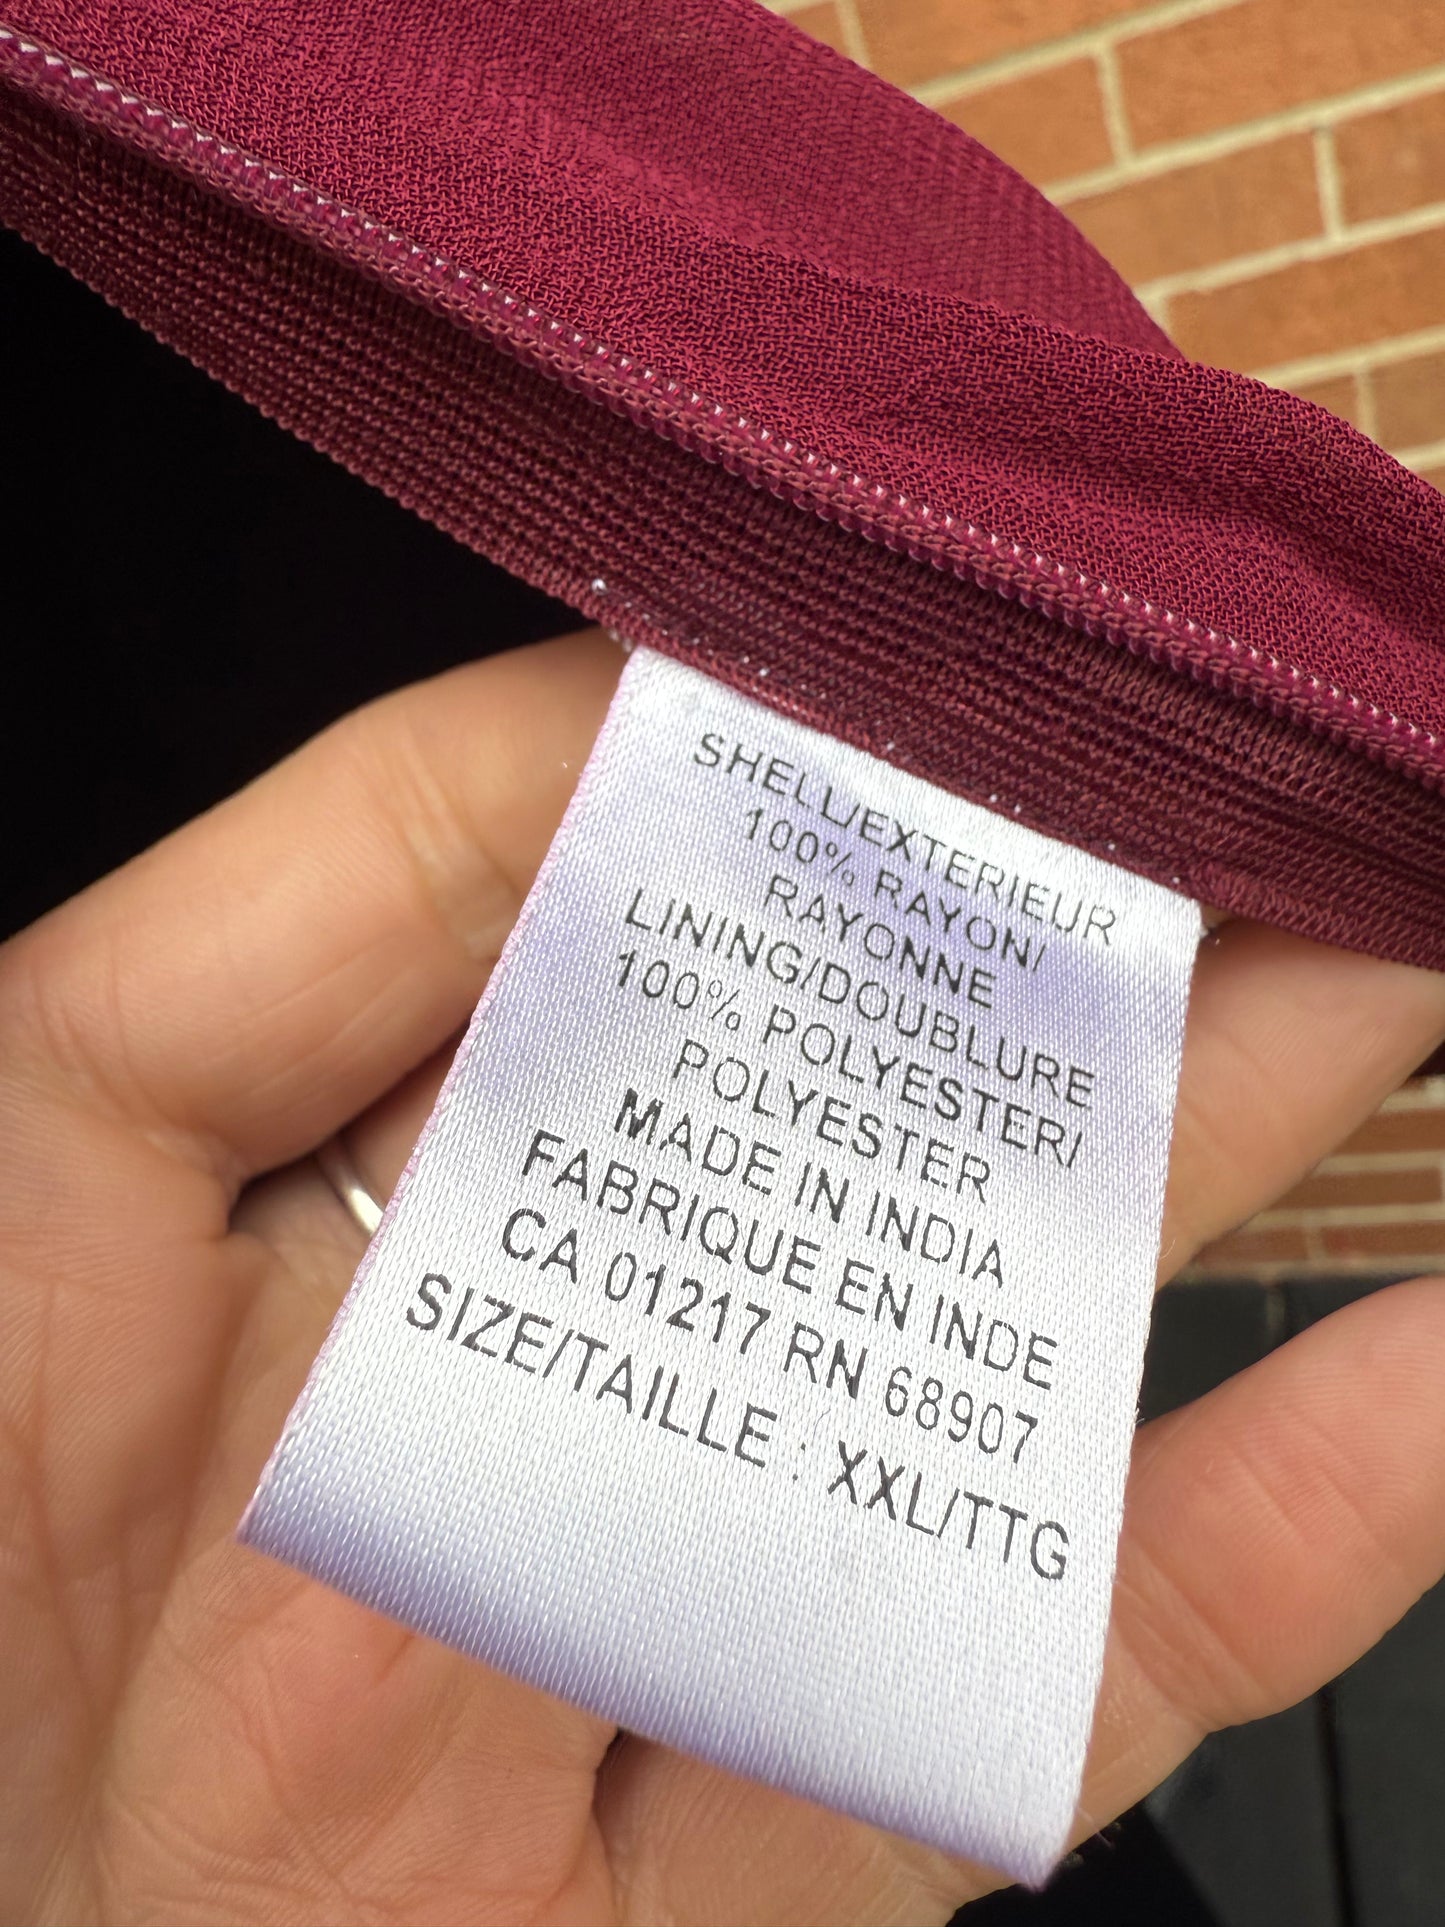 SHELL/EXTERIEUR
100% RAYON/
RAYONNE
LINING/DOUBLURE
100% POLYESTER/
POLYESTER
MADE IN INDIA
FABRIQUE EN INDE
CA 01217 RN 68907
SIZE/TAILLE : XXL/TTG